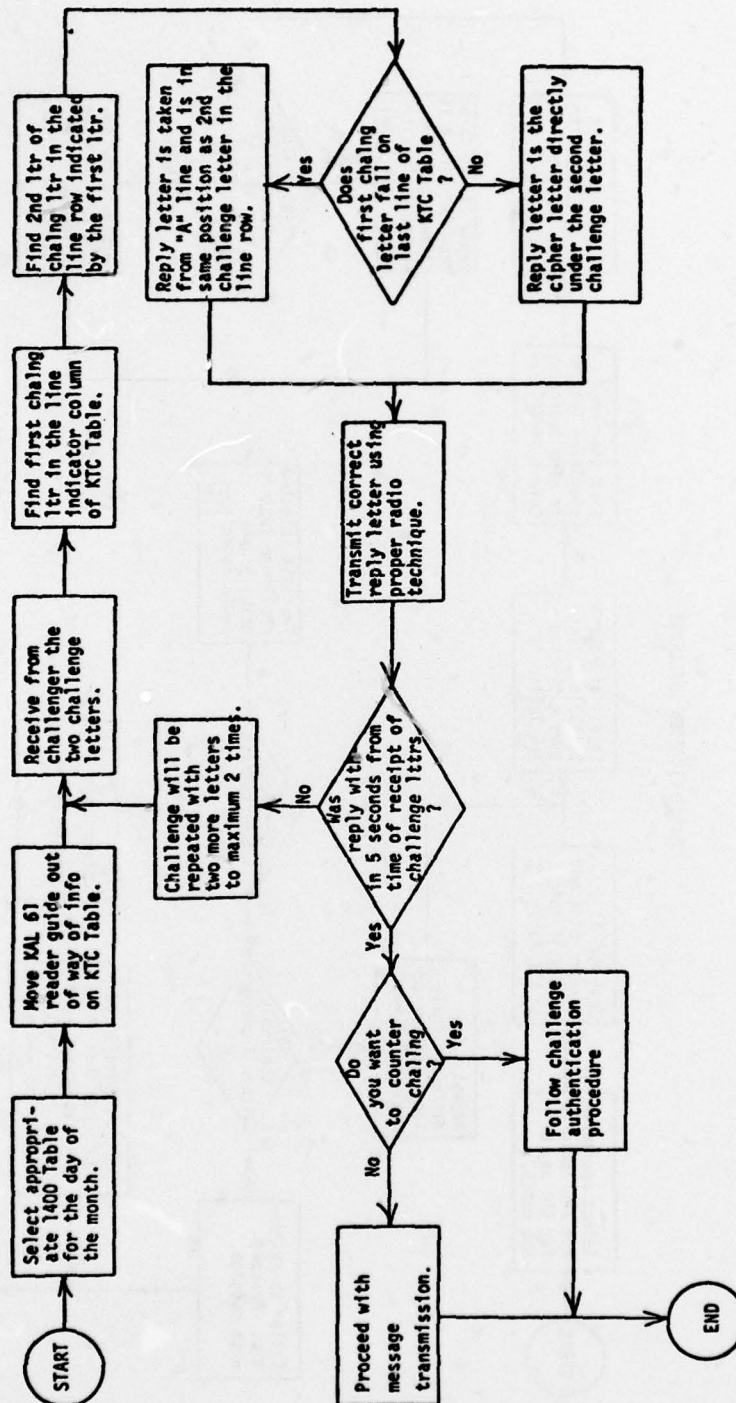 START
Select appropri-
ate 1400 Table
for the day of
the month.
Move KAL 61
reader guide out
of way of info
on KTC Table.
Receive from
challenger the
two challenge
letters.
Find first chalng
ltr in the line
indicator column
of KTC Table.
Find 2nd ltr of
chalng ltr in the
line row indicated
by the first ltr.
Does
first chalng
letter fall on
last line of
KTC Table
?
Yes
Reply letter is taken
from "A" line and is in
same position as 2nd
challenge letter in the
line row.
No
Reply letter is the
cipher letter directly
under the second
challenge letter.
Transmit correct
reply letter using
proper radio
technique.
Was
reply with-
in 5 seconds from
time of receipt of
challenge lttrs.
?
No
Challenge will be
repeated with
two more letters
to maximum 2 times.
Yes
Do
you want
to counter
chalng
?
Yes
Follow challenge
authentication
procedure
No
Proceed with
message
transmission.
END